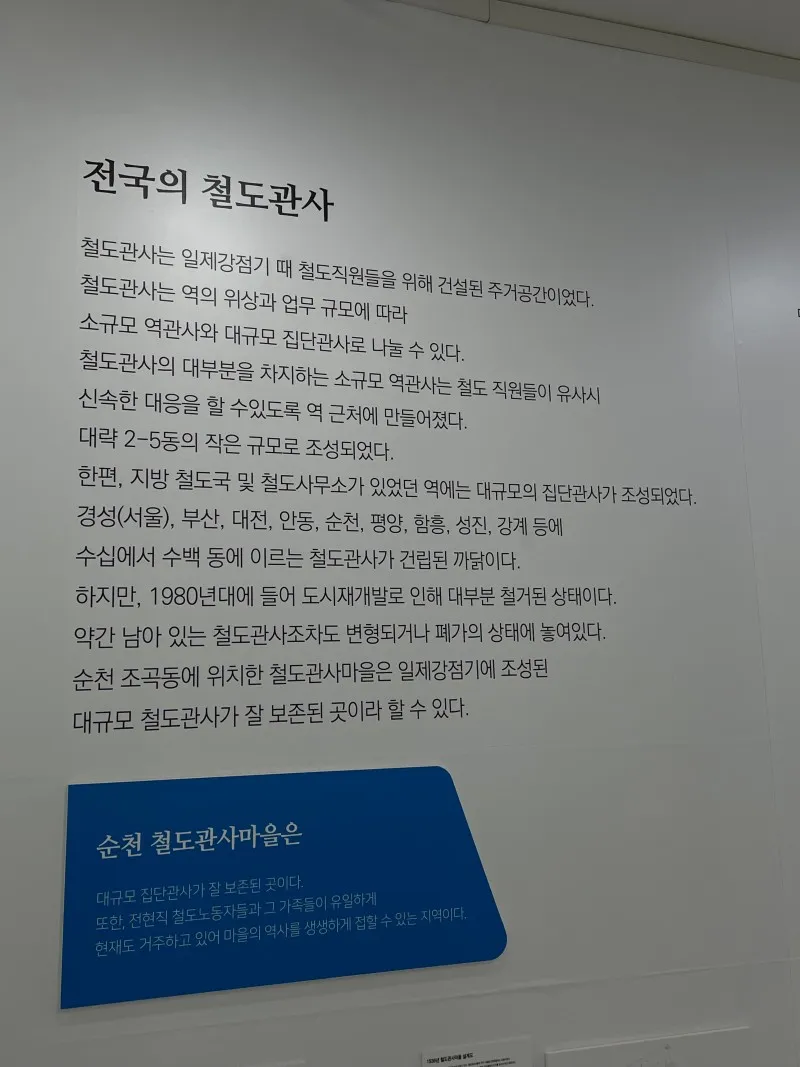 전국의 철도관사
철도관사는 일제강점기 때 철도직원들을 위해 건설된 주거공간이었다.
철도관사는 역의 위상과 업무 규모에 따라
소규모 역관사와 대규모 집단관사로 나눌 수 있다.
철도관사의 대부분을 차지하는 소규모 역관사는 철도 직원들이 유사시
신속한 대응을 할 수있도록 역 근처에 만들어졌다.
대략 2-5동의 작은 규모로 조성되었다.
한편, 지방 철도국 및 철도사무소가 있었던 역에는 대규모의 집단관사가 조성되었다.
경성(서울), 부산, 대전, 안동, 순천, 평양, 함흥, 성진, 강계 등에
수십에서 수백 동에 이르는 철도관사가 건립된 까닭이다.
하지만, 1980년대에 들어 도시재개발로 인해 대부분 철거된 상태이다.
약간 남아 있는 철도관사조차도 변형되거나 폐가의 상태에 놓여있다.
순천 조곡동에 위치한 철도관사마을은 일제강점기에 조성된
대규모 철도관사가 잘 보존된 곳이라 할 수 있다.
순천 철도관사마을은
대규모 집단관사가 잘 보존된 곳이다.
또한, 전현직 철도노동자들과 그 가족들이 유일하게
현재도 거주하고 있어 마을의 역사를 생생하게 접할 수 있는 지역이다.
철도관사마을 설계도